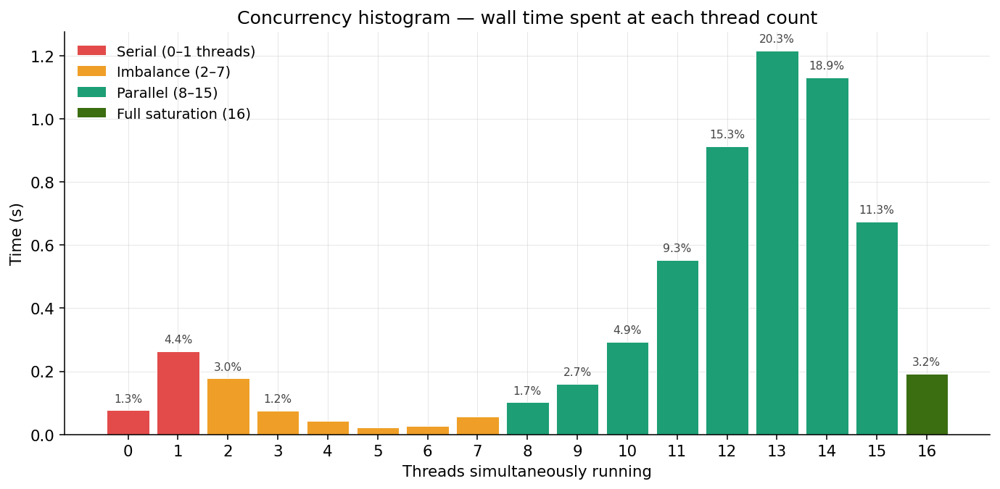 Concurrency histogram — wall time spent at each thread count
Serial (0–1 threads)
Imbalance (2–7)
Parallel (8–15)
Full saturation (16)
Time (s)
1.2
1.0
0.8
0.6
0.4
0.2
0.0
1.3%
4.4%
3.0%
1.2%
1.7%
2.7%
4.9%
9.3%
15.3%
20.3%
18.9%
11.3%
3.2%
0 1 2 3 4 5 6 7 8 9 10 11 12 13 14 15 16
Threads simultaneously running